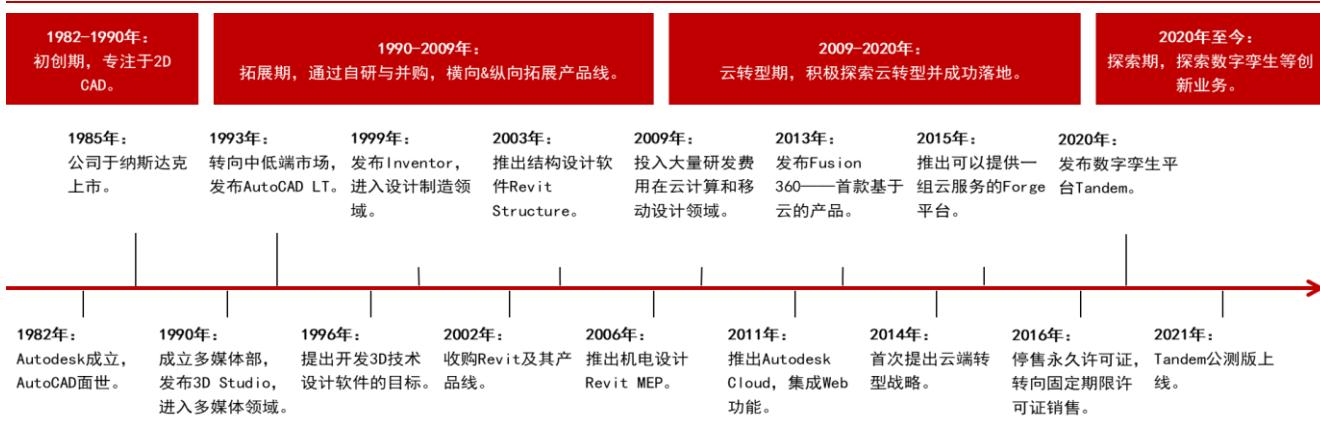 1982-1990年：
初创期，专注于2D
CAD。
1990-2009年：
拓展期，通过自研与并购，横向&纵向拓展产品线。
2009-2020年：
云转型期，积极探索云转型并成功落地。
2020年至今：
探索期，探索数字孪生等创
新业务。
1985年：
公司于纳斯达克
上市。
1993年：
转向中低端市场，
发布AutoCAD LT。
1999年：
发布Inventor，
进入设计制造领
域。
2003年：
推出结构设计软
件Revit
Structure。
2009年：
投入大量研发费
用在云计算和移
动设计领域。
2013年：
发布Fusion
360——首款基于
云的产品。
2015年：
推出可以提供一
组云服务的Forge
平台。
2020年：
发布数字孪生平
台Tandem。
1982年：
Autodesk成立，
AutoCAD面世。
1990年：
成立多媒体部，
发布3D Studio，
进入多媒体领域。
1996年：
提出开发3D技术
设计软件的目标。
2002年：
收购Revit及其产
品线。
2006年：
推出机电设计
Revit MEP。
2011年：
推出Autodesk
Cloud，集成Web
功能。
2014年：
首次提出云端转
型战略。
2016年：
停售永久许可证，
转向固定期限许
可证销售。
2021年：
Tandem公测版上
线。